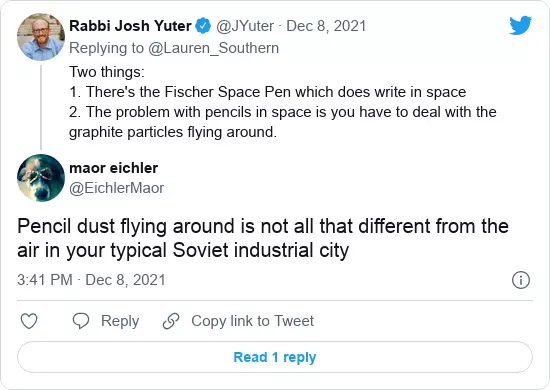 Rabbi Josh Yuter @JYuter · Dec 8, 2021
Replying to @Lauren_Southern
Two things:
1. There's the Fischer Space Pen which does write in space
2. The problem with pencils in space is you have to deal with the
graphite particles flying around.
maor eichler
@EichlerMaor
Pencil dust flying around is not all that different from the
air in your typical Soviet industrial city
3:41 PM · Dec 8, 2021
Reply
Copy link to Tweet
Read 1 reply